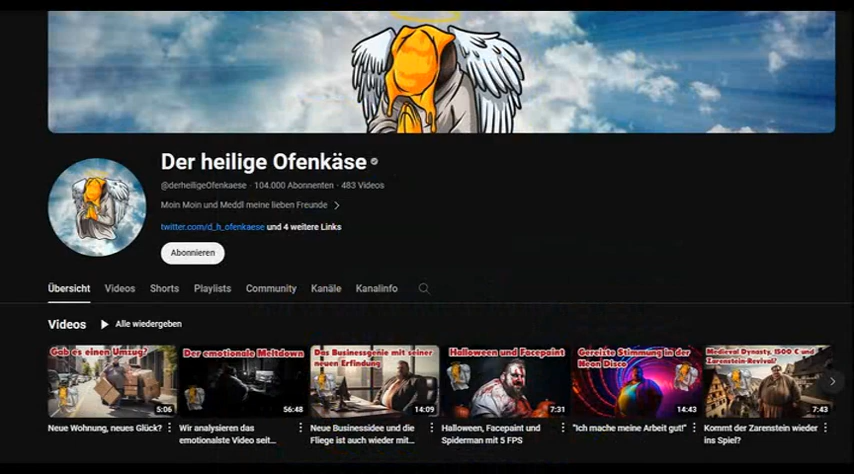 Der heilige Ofenkäse
@derheiligeOfenkaese · 104.000 Abonnenten · 483 Videos
Moin Moin und Meddl meine lieben Freunde
twitter.com/d_h_ofenkaese und 4 weitere Links
Abonnieren
Übersicht Videos Shorts Playlists Community Kanäle Kanalinfo
Videos Alle wiedergeben
Gab es einen Umzug?
5:06
Neue Wohnung, neues Glück?
Der emotionale Meltdown
56:48
Wir analysieren das
emotionalste Video seit...
Das Businessgenie mit seiner
neuen Erfindung
14:09
Neue Businessidee und die
Fliege ist auch wieder mit...
Halloween und Facepaint
7:31
Halloween, Facepaint und
Spiderman mit 5 FPS
Gereizte Stimmung in der
Neon Disco
14:43
"Ich mache meine Arbeit gut!"
Medieval Dynasty, 1500 € und
Zarenstein-Revival?
7:43
Kommt der Zarenstein wieder
ins Spiel?